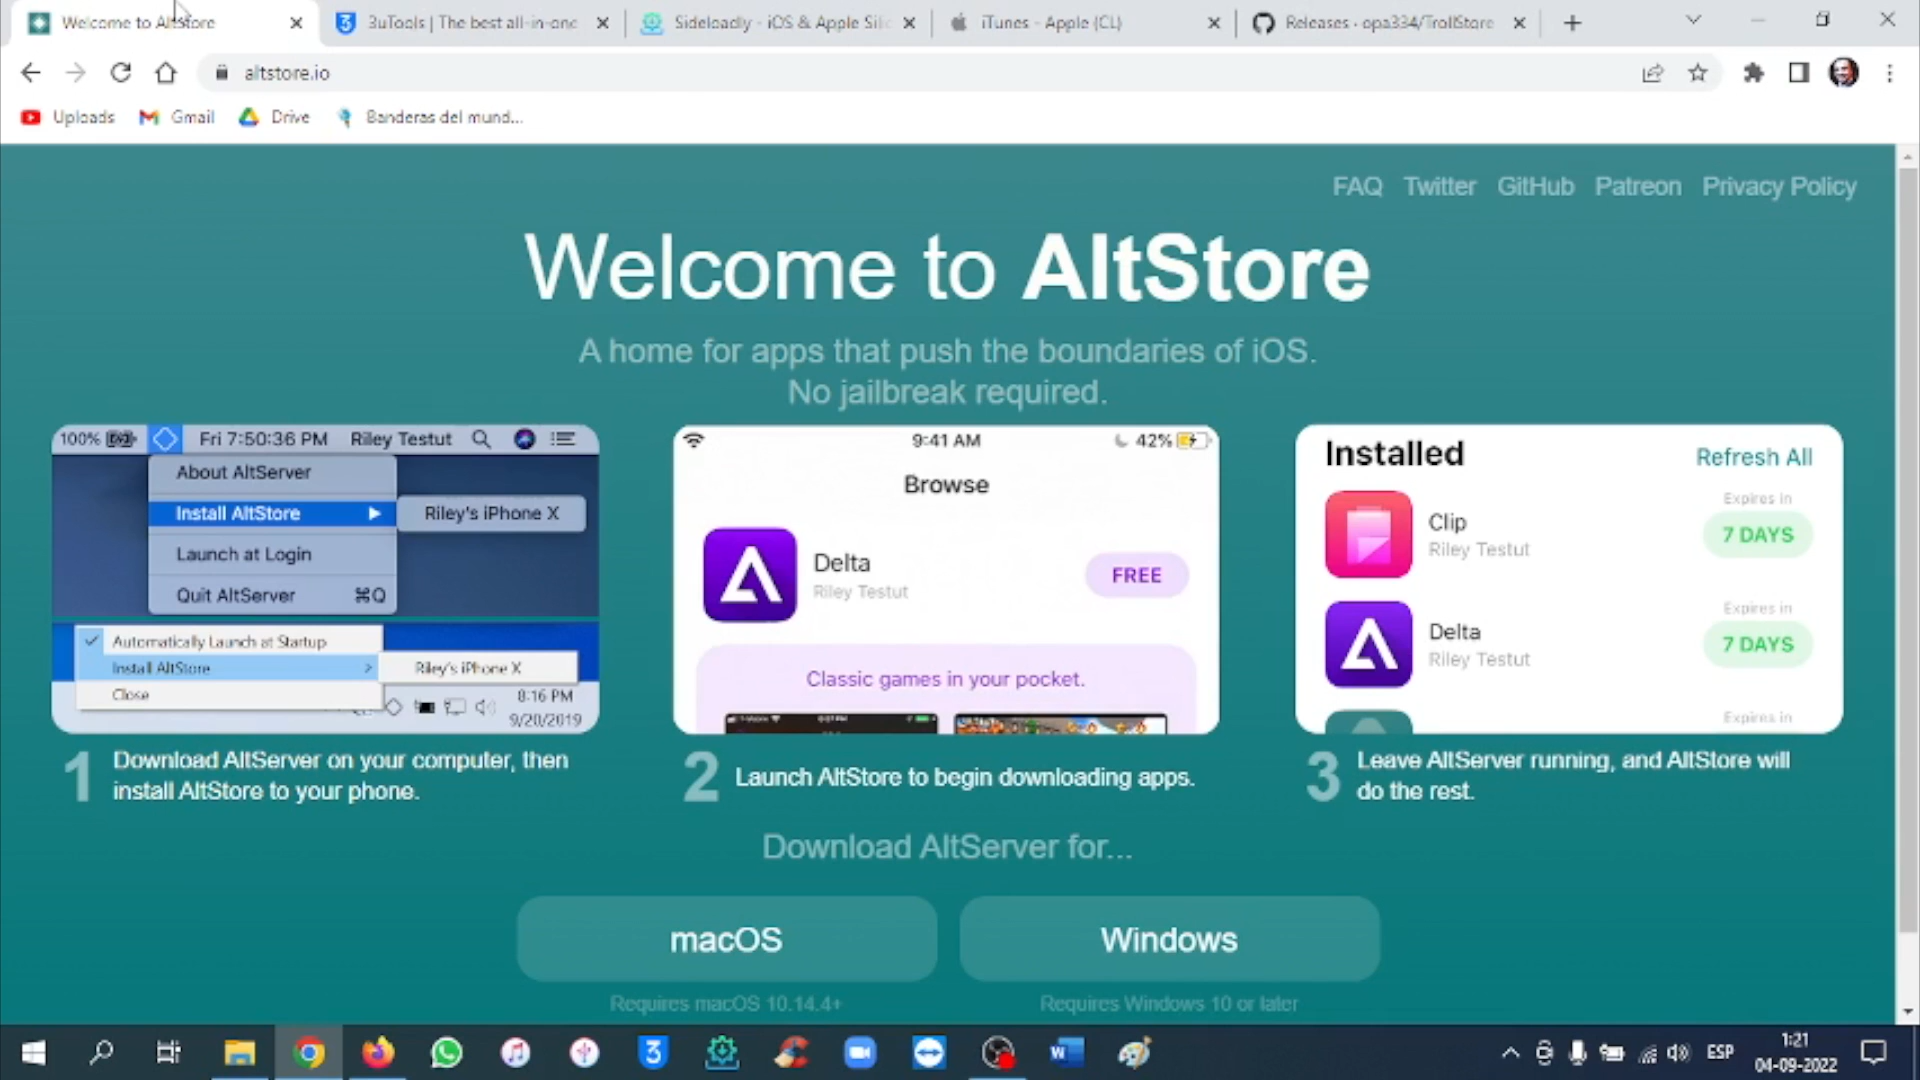 Welcome to AltStore
3uTools | The best all-in-one
Sideloadly - iOS & Apple Silic
iTunes - Apple (CL)
Releases · opa334/TrollStore
altstore.io
Uploads
Gmail
Drive
Banderas del mund...
FAQ
Twitter
GitHub
Patreon
Privacy Policy
Welcome to AltStore
A home for apps that push the boundaries of iOS.
No jailbreak required.
100%
Fri 7:50:36 PM
Riley Testut
About AltServer
Install AltStore
Riley's iPhone X
Launch at Login
Quit AltServer ⌘Q
Automatically Launch at Startup
Install AltStore
Riley's iPhone X
Close
8:16 PM
9/20/2019
9:41 AM
42%
Browse
Delta
Riley Testut
FREE
Classic games in your pocket.
Installed
Refresh All
Clip
Riley Testut
Expires in
7 DAYS
Delta
Riley Testut
Expires in
7 DAYS
Expires in
1 Download AltServer on your computer, then
install AltStore to your phone.
2 Launch AltStore to begin downloading apps.
3 Leave AltServer running, and AltStore will
do the rest.
Download AltServer for...
macOS
Windows
Requires macOS 10.14.4+
Requires Windows 10 or later
ESP
1:21
04-09-2022